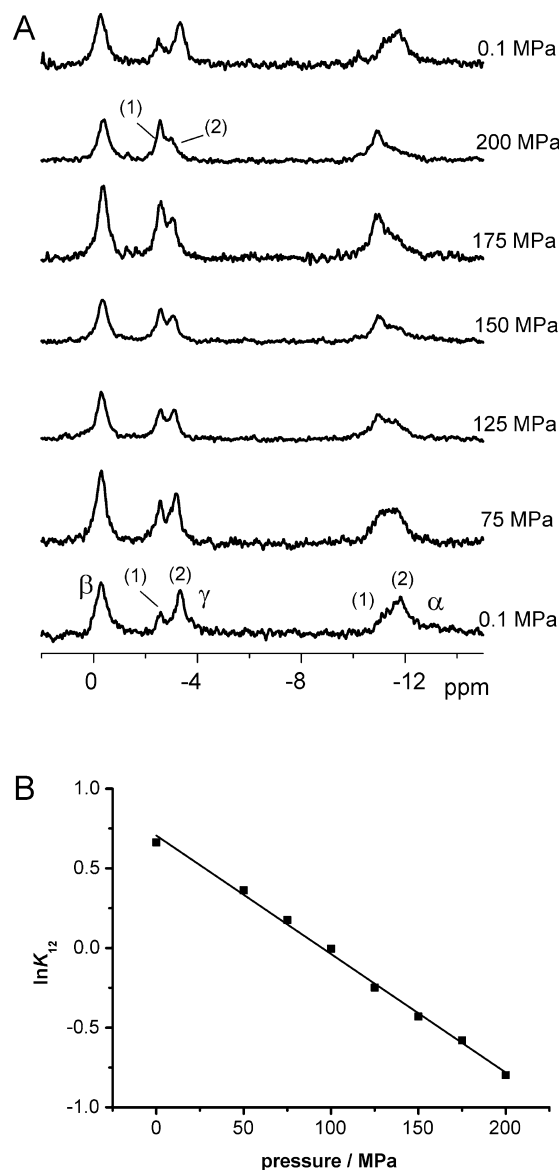 A
0.1 MPa
(1)
(2)
200 MPa
175 MPa
150 MPa
125 MPa
75 MPa
β
(1)
(2)
γ
(1)
(2)
α
0.1 MPa
0
-4
-8
-12
ppm
B
1.0
0.5
0.0
-0.5
-1.0
lnK12
0
50
100
150
200
pressure / MPa